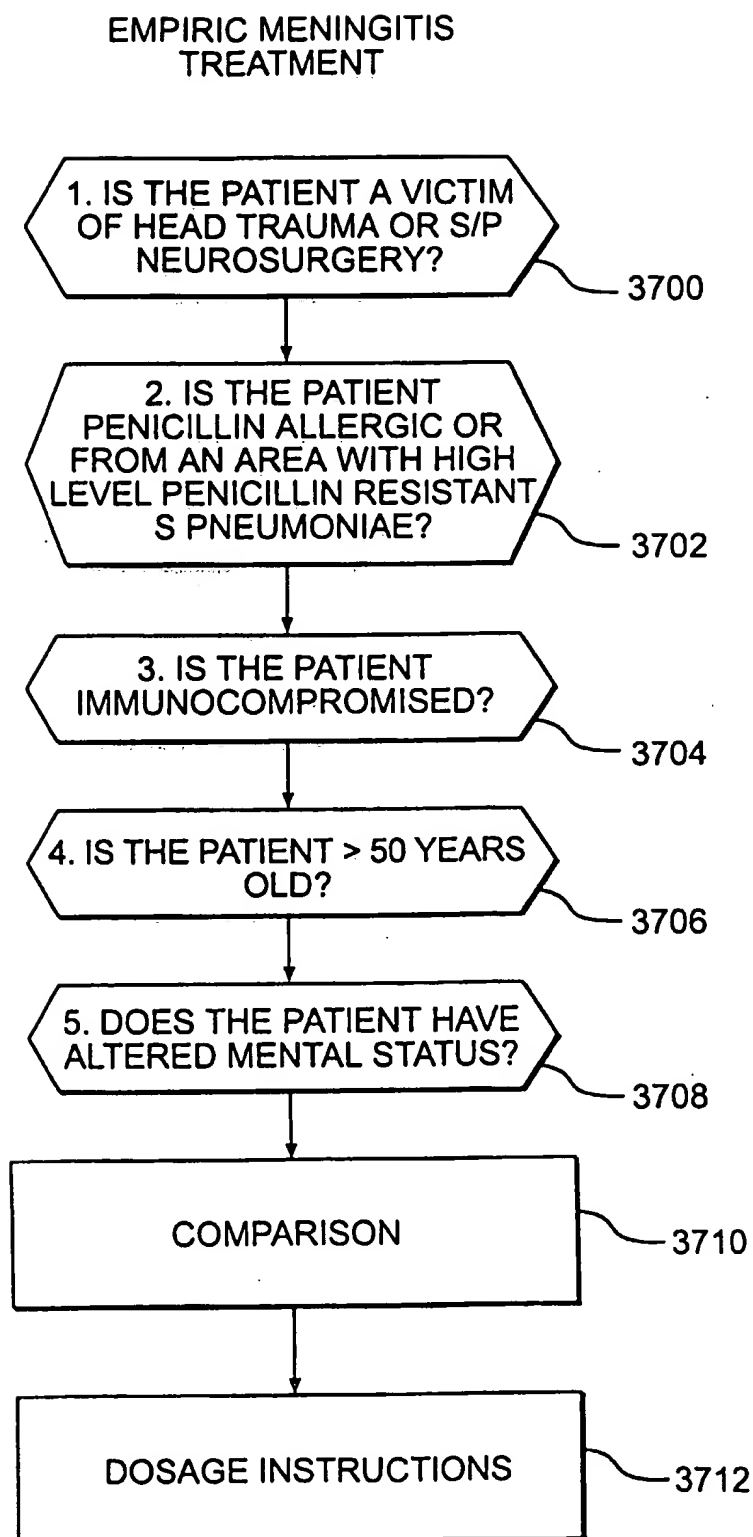 EMPIRIC MENINGITIS
TREATMENT
1. IS THE PATIENT A VICTIM
OF HEAD TRAUMA OR S/P
NEUROSURGERY?
3700
2. IS THE PATIENT
PENICILLIN ALLERGIC OR
FROM AN AREA WITH HIGH
LEVEL PENICILLIN RESISTANT
S PNEUMONIAE?
3702
3. IS THE PATIENT
IMMUNOCOMPROMISED?
3704
4. IS THE PATIENT > 50 YEARS
OLD?
3706
5. DOES THE PATIENT HAVE
ALTERED MENTAL STATUS?
3708
COMPARISON
3710
DOSAGE INSTRUCTIONS
3712